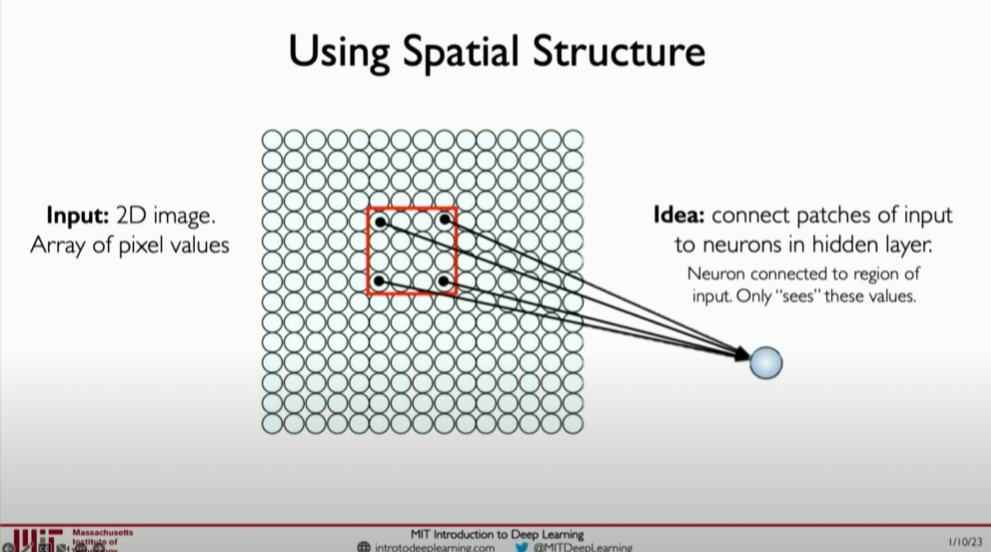 Using Spatial Structure
Input: 2D image.
Array of pixel values
Idea: connect patches of input
to neurons in hidden layer.
Neuron connected to region of
input. Only "sees" these values.
Massachusetts
Institute of
MIT Introduction to Deep Learning
introtodeeplearning.com @MITDeepLearning
1/10/23